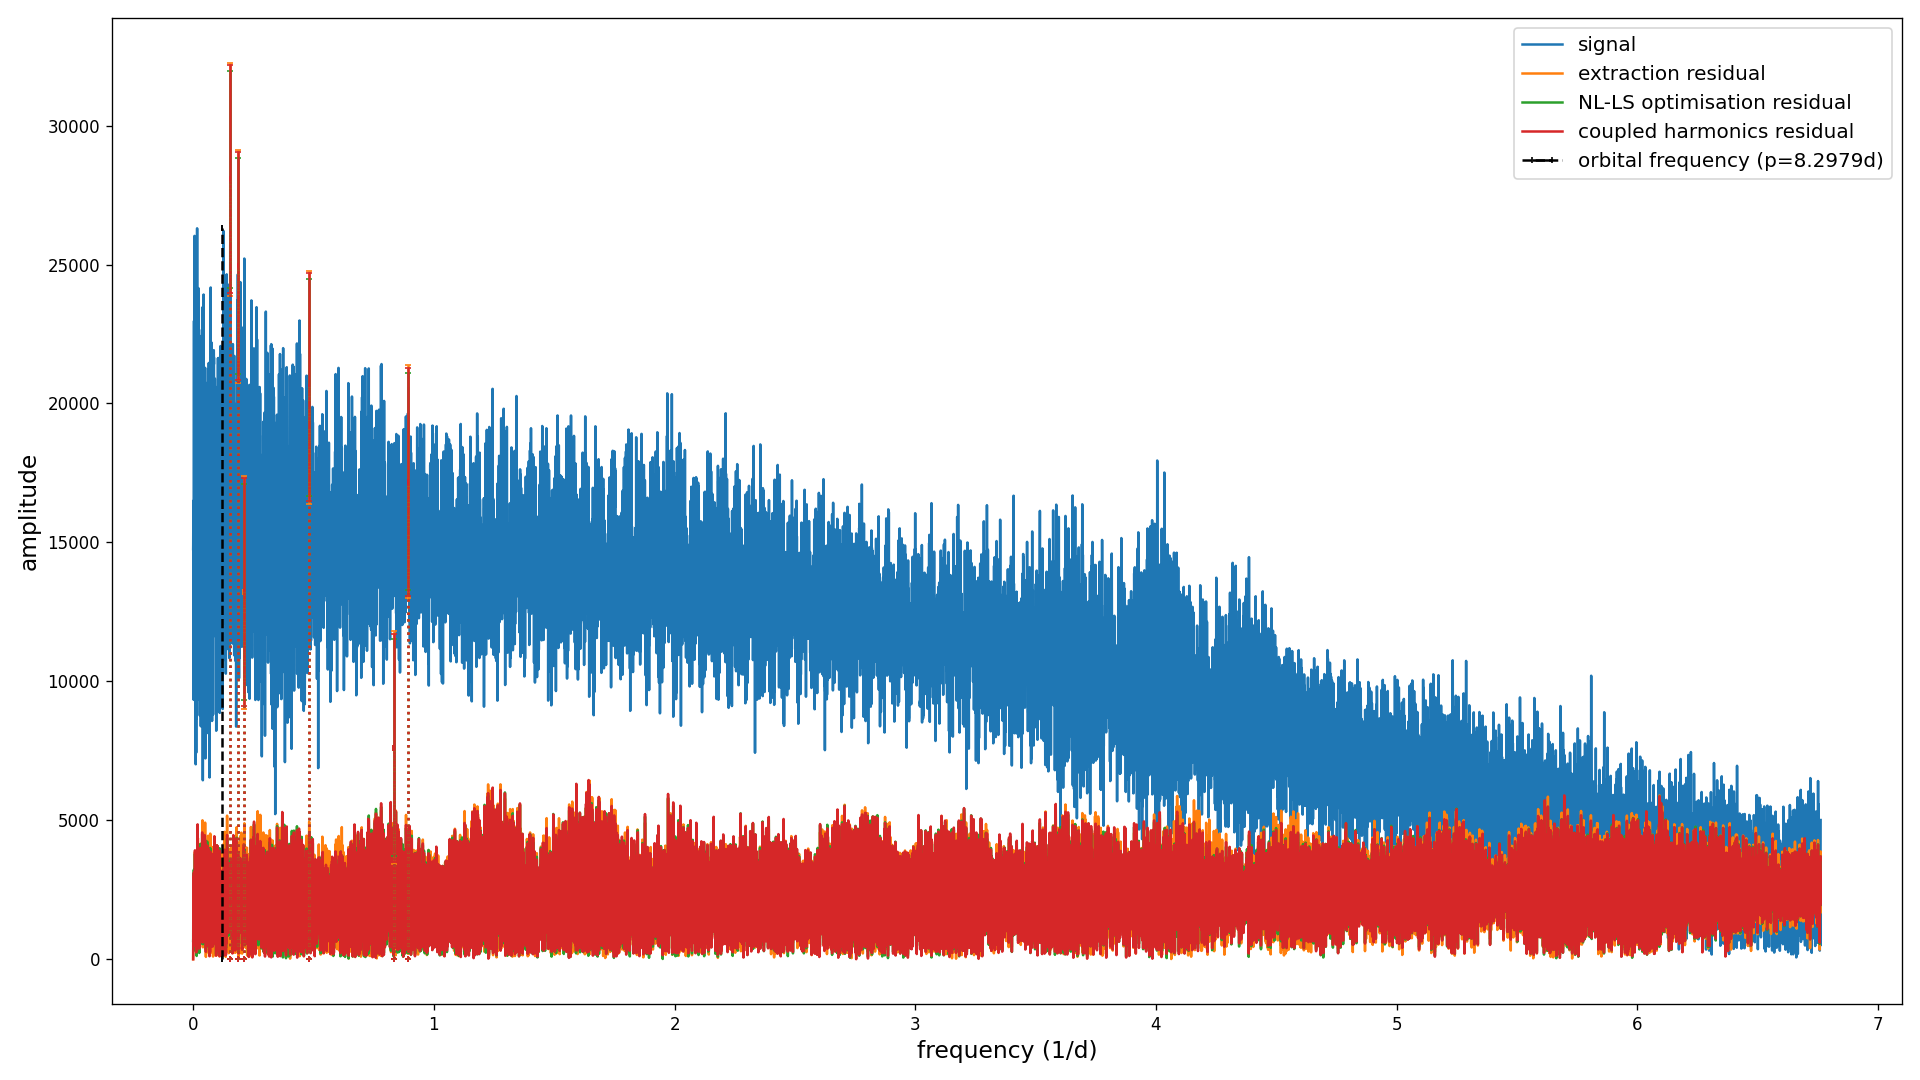 signal
extraction residual
NL-LS optimisation residual
coupled harmonics residual
orbital frequency (p=8.2979d)
amplitude
30000
25000
20000
15000
10000
5000
0
0 1 2 3 4 5 6 7
frequency (1/d)